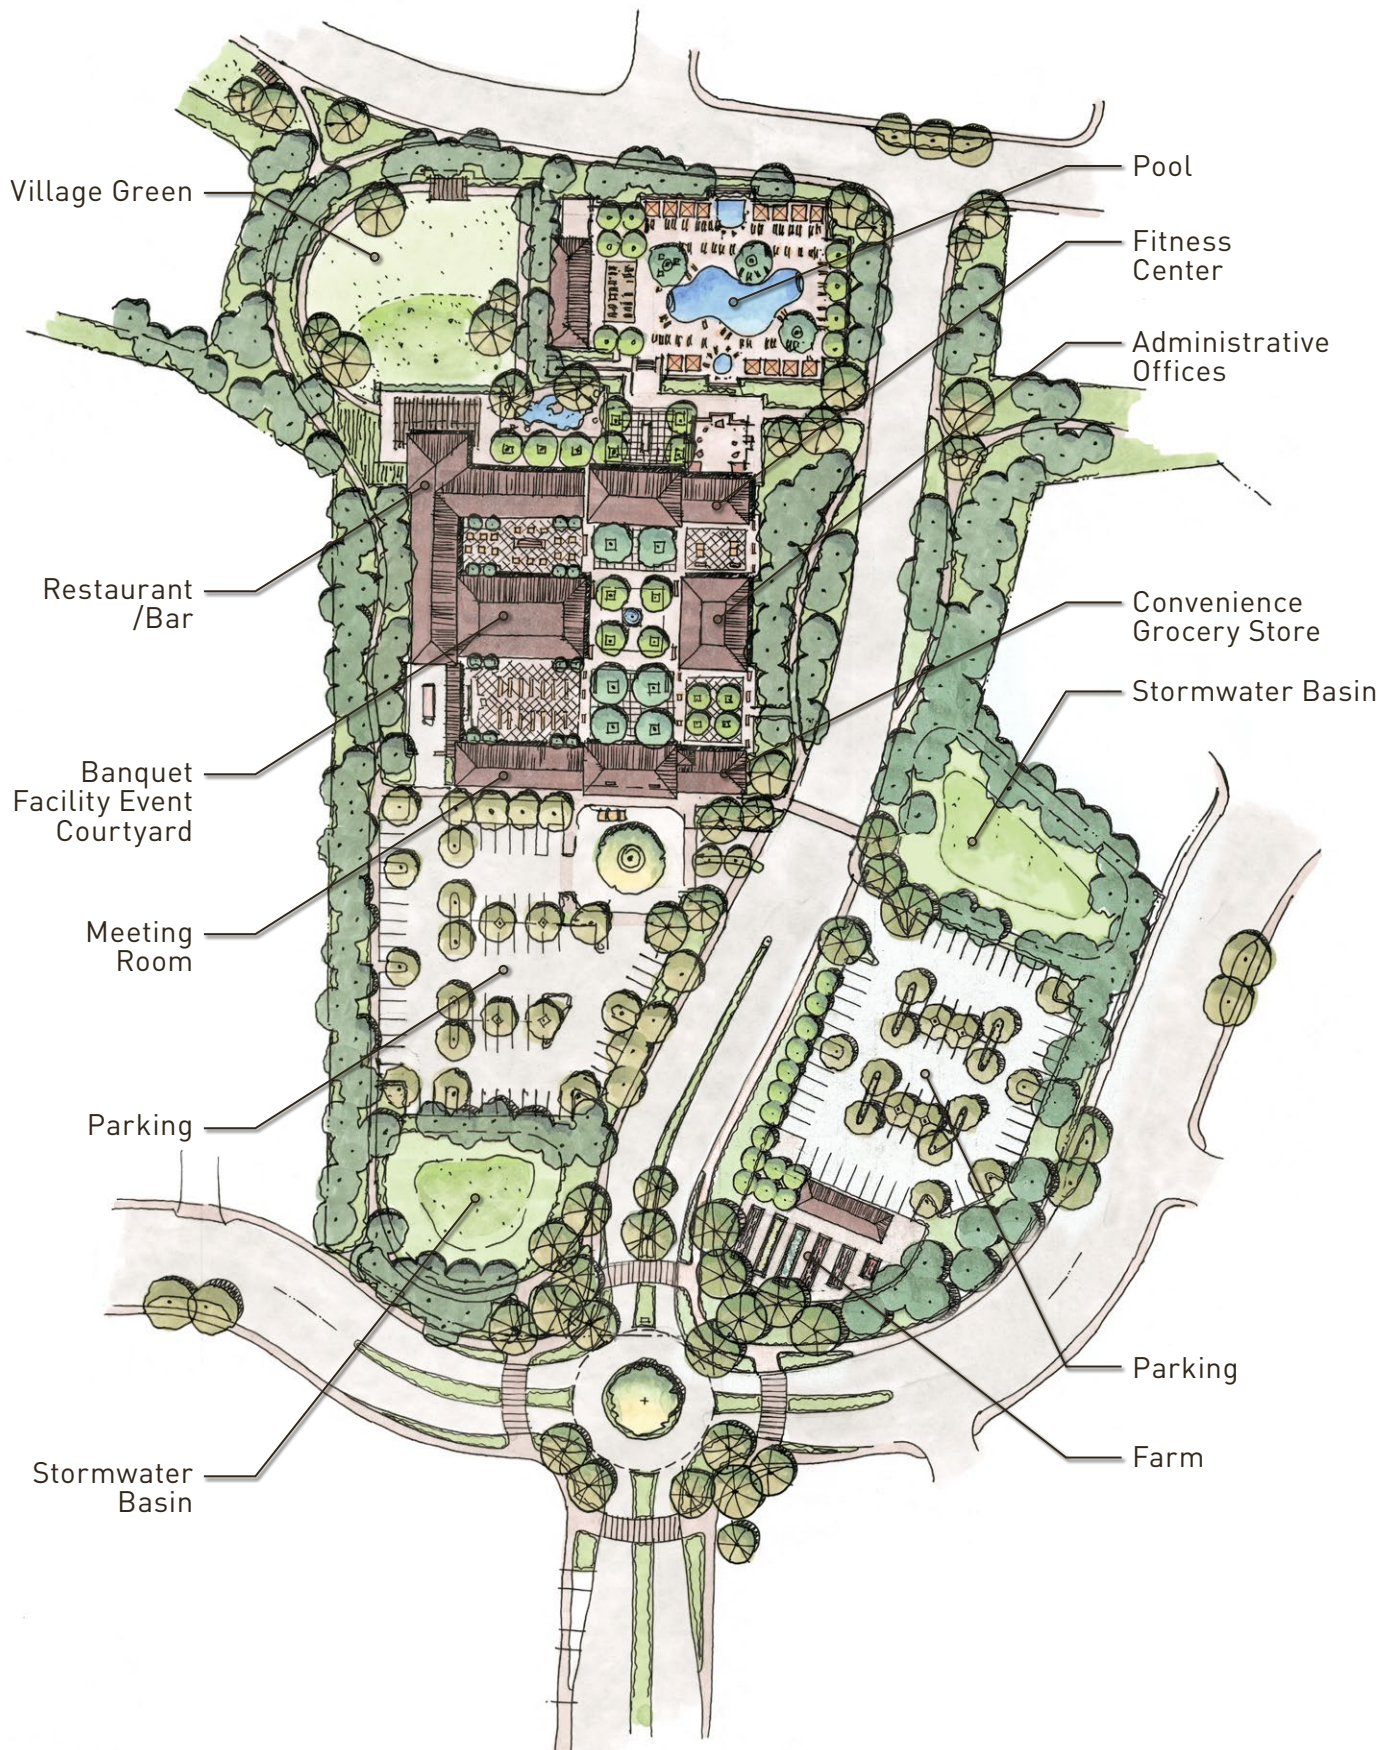 Village Green
Restaurant
/Bar
Banquet
Facility Event
Courtyard
Meeting
Room
Parking
Stormwater
Basin
Pool
Fitness
Center
Administrative
Offices
Convenience
Grocery Store
Stormwater Basin
Parking
Farm